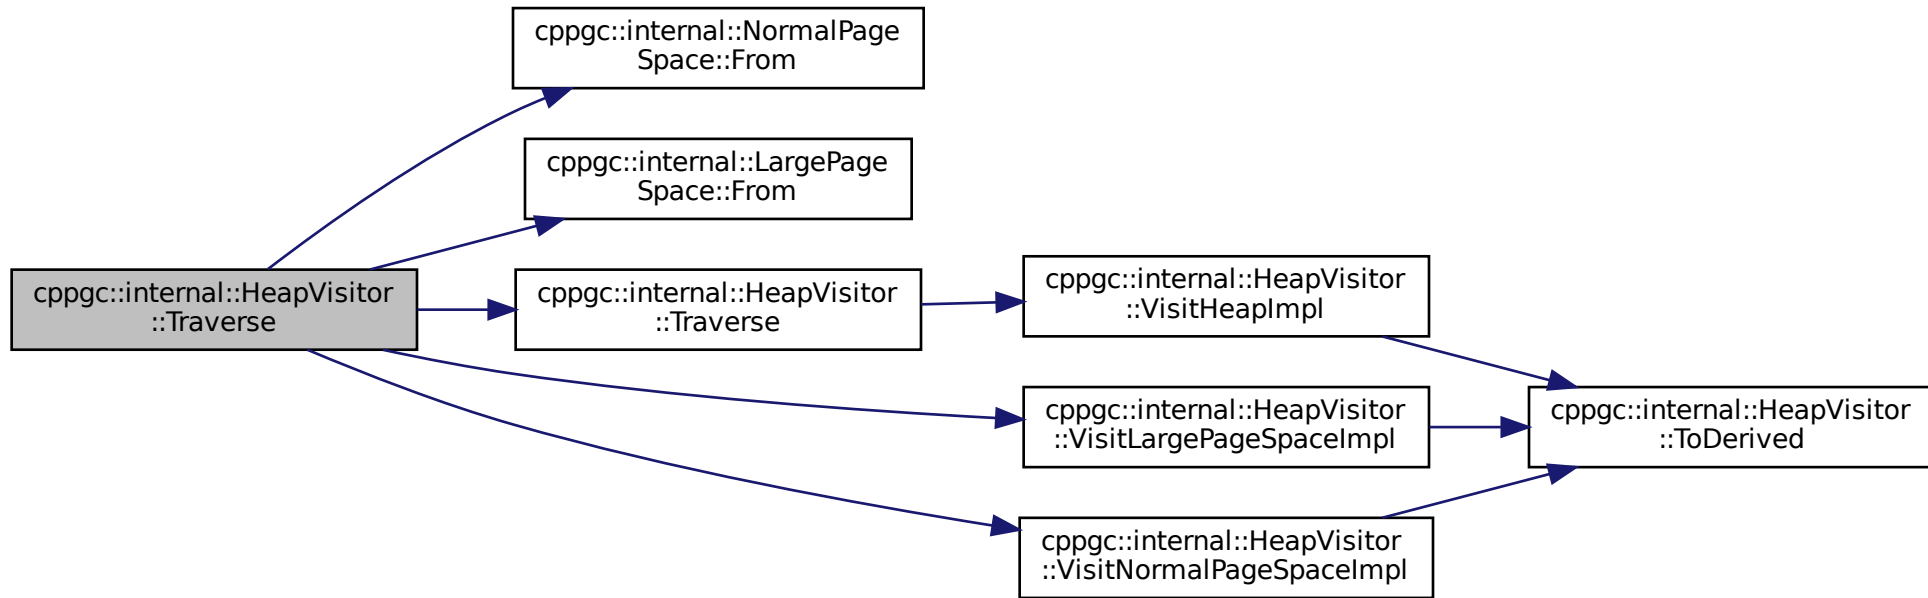 cppgc::internal::NormalPage
Space::From
cppgc::internal::LargePage
Space::From
cppgc::internal::HeapVisitor
::Traverse
cppgc::internal::HeapVisitor
::Traverse
cppgc::internal::HeapVisitor
::VisitHeapImpl
cppgc::internal::HeapVisitor
::VisitLargePageSpaceImpl
cppgc::internal::HeapVisitor
::ToDerived
cppgc::internal::HeapVisitor
::VisitNormalPageSpaceImpl